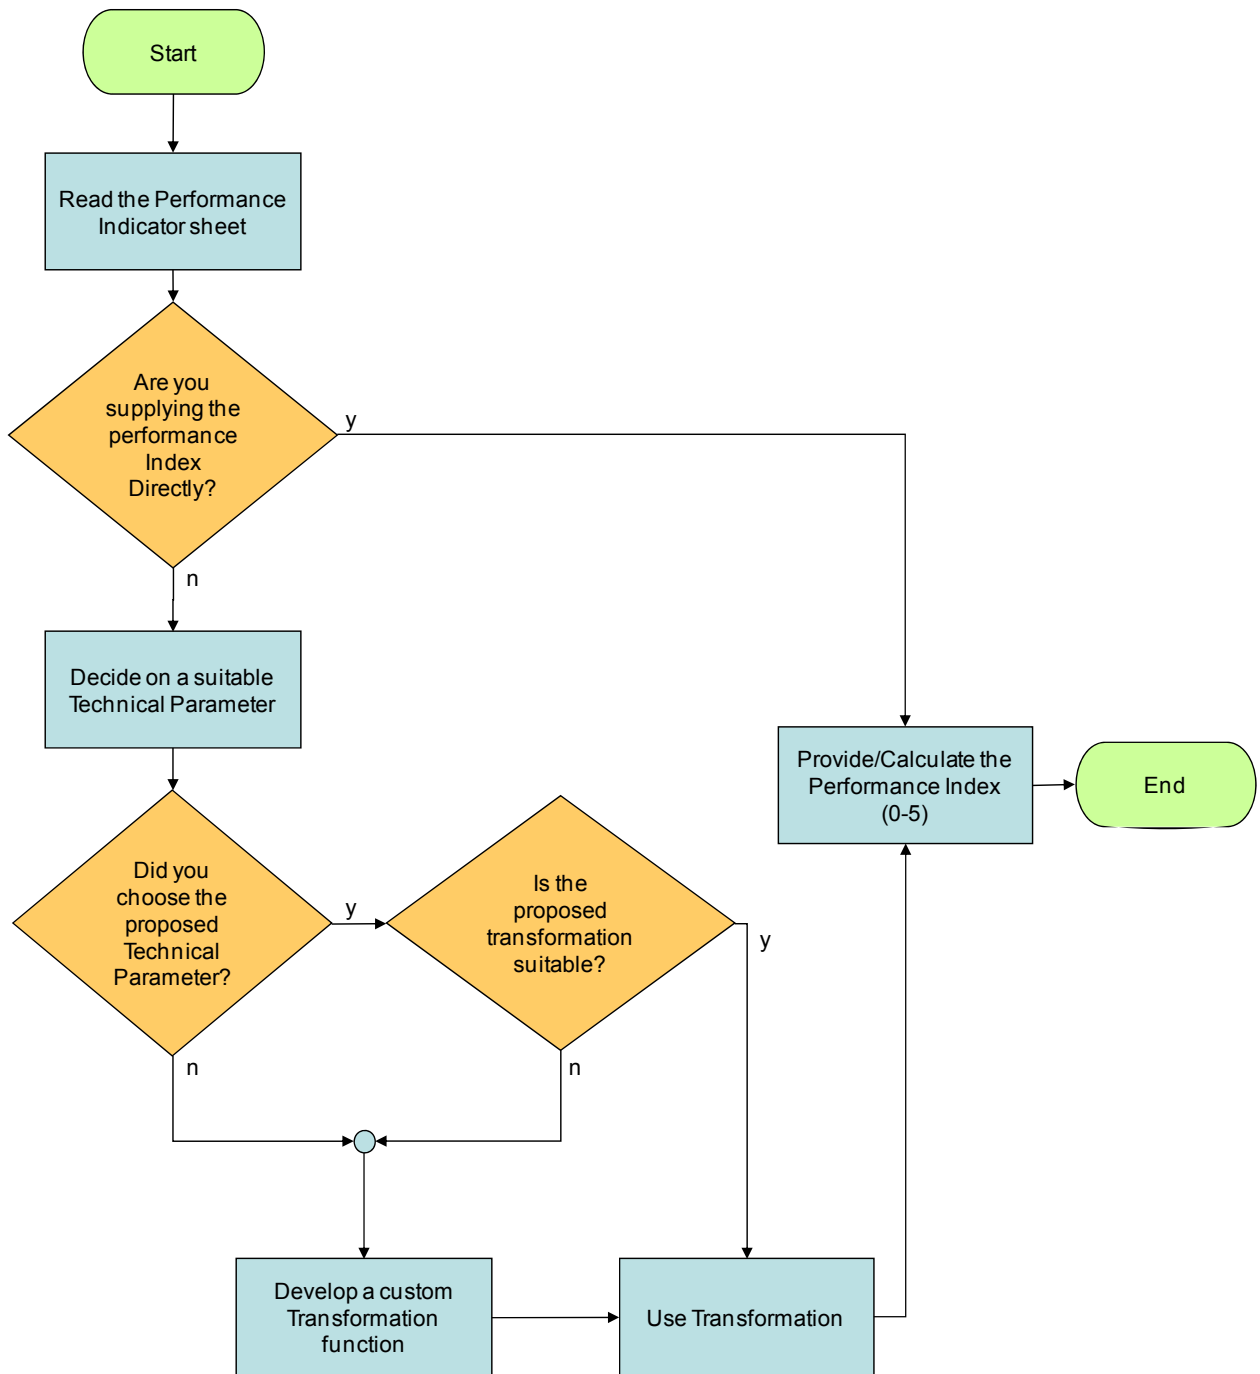 Start
Read the Performance
Indicator sheet
Are you
supplying the
performance
Index
Directly?
y
n
Decide on a suitable
Technical Parameter
Provide/Calculate the
Performance Index
(0-5)
End
Did you
choose the
proposed
Technical
Parameter?
y
Is the
proposed
transformation
suitable?
y
n
n
Develop a custom
Transformation
function
Use Transformation